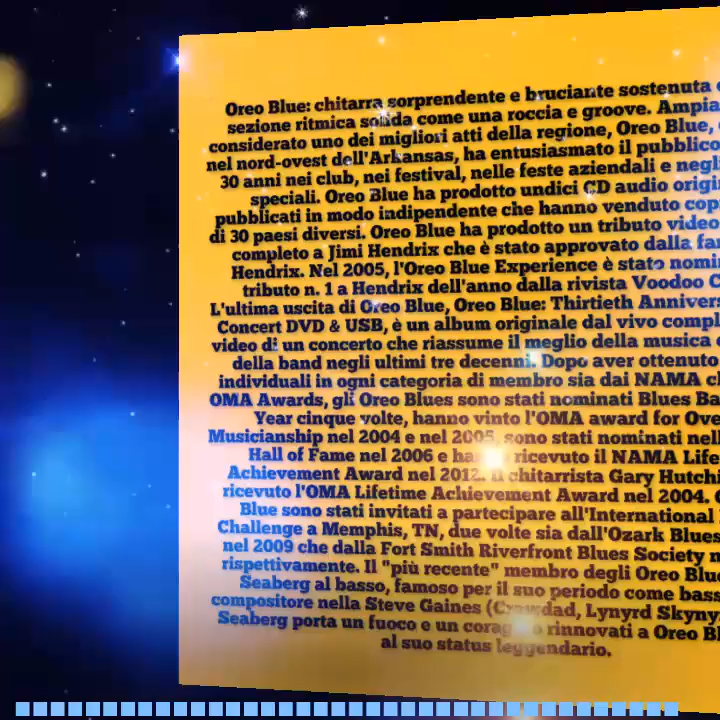 Oreo Blue: chitarra sorprendente e bruciante sostenuta
sezione ritmica solida come una roccia e groove. Ampia
considerato uno dei migliori atti della regione, Oreo Blue,
nel nord-ovest dell'Arkansas, ha entusiasmato il pubblico
30 anni nei club, nei festival, nelle feste aziendali e negl
speciali. Oreo Blue ha prodotto undici CD audio origi
pubblicati in modo indipendente che hanno venduto cop
di 30 paesi diversi. Oreo Blue ha prodotto un tributo video
completo a Jimi Hendrix che è stato approvato dalla fa
Hendrix. Nel 2005, l'Oreo Blue Experience è stato nomi
tributo n. 1 a Hendrix dell'anno dalla rivista Voodoo C
L'ultima uscita di Oreo Blue, Oreo Blue: Thirtieth Annivers
Concert DVD & USB, è un album originale dal vivo compl
video di un concerto che riassume il meglio della musica
della band negli ultimi tre decenni. Dopo aver ottenuto
individuali in ogni categoria di membro sia dai NAMA c
OMA Awards, gli Oreo Blues sono stati nominati Blues Ba
Year cinque volte, hanno vinto l'OMA award for Ove
Musicianship nel 2004 e nel 2005, sono stati nominati nell
Hall of Fame nel 2006 e ha ricevuto il NAMA Life
Achievement Award nel 2012. Il chitarrista Gary Hutchi
ricevuto l'OMA Lifetime Achievement Award nel 2004.
Blue sono stati invitati a partecipare all'International
Challenge a Memphis, TN, due volte sia dall'Ozark Blues
nel 2009 che dalla Fort Smith Riverfront Blues Society n
rispettivamente. Il "più recente" membro degli Oreo Blu
Seaberg al basso, famoso per il suo periodo come bass
compositore nella Steve Gaines (Crawdad, Lynyrd Skyny
Seaberg porta un fuoco e un coraggio rinnovati a Oreo Bl
al suo status leggendario.